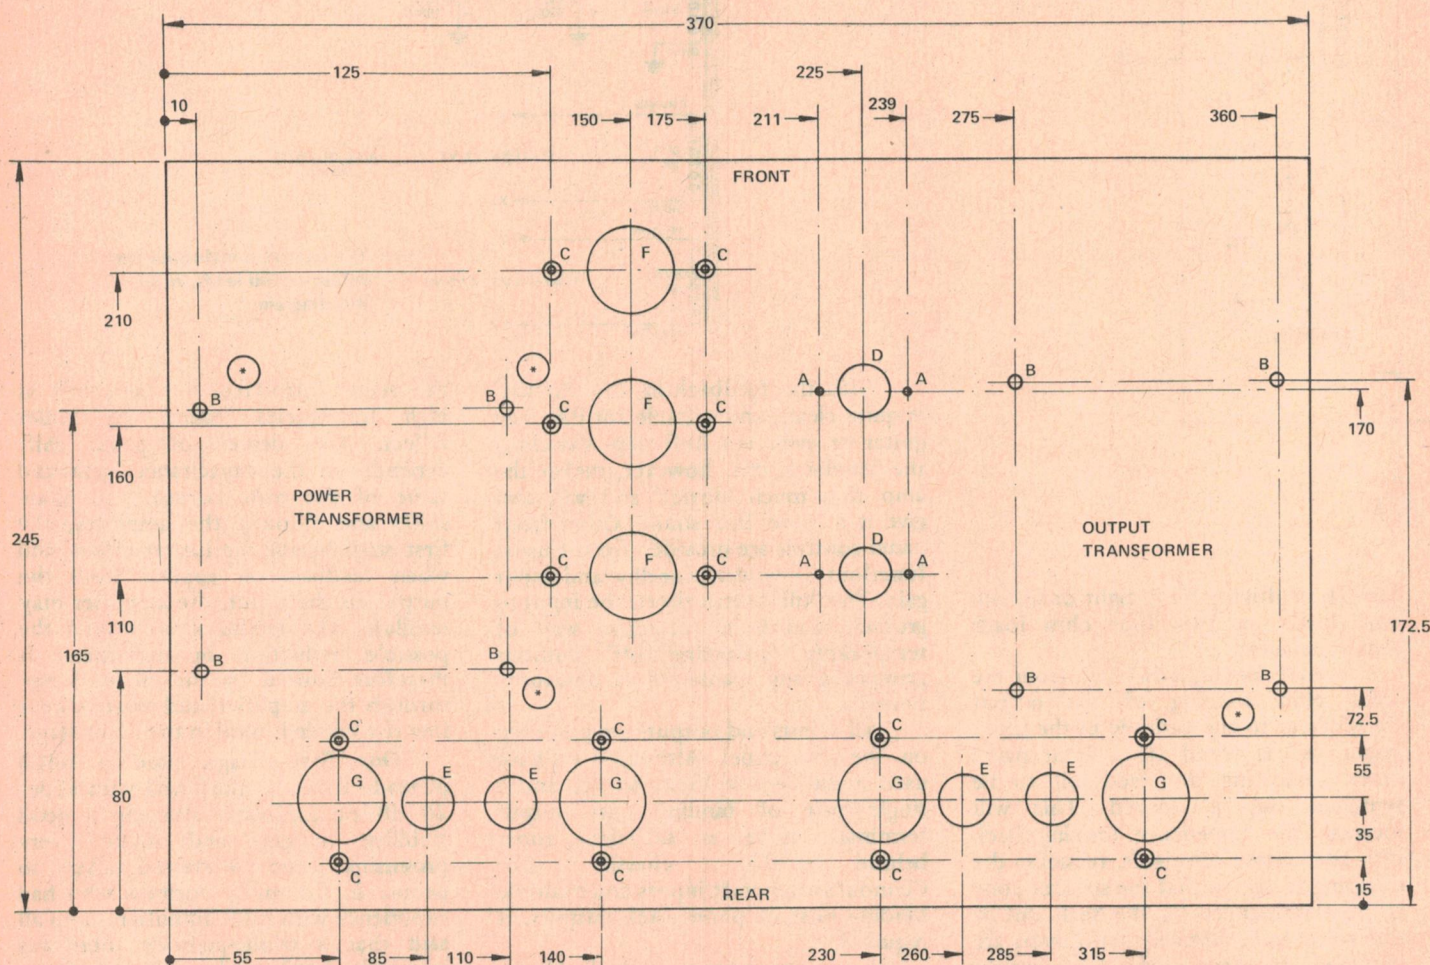 370
125
225
10
239
150
175
211
275
360
FRONT
C
F
C
210
D
*
*
A
A
B
B
B
B
C
F
C
170
160
POWER
TRANSFORMER
245
OUTPUT
TRANSFORMER
C
F
C
D
A
A
110
172.5
165
B
B
B
B
*
*
72.5
C
C
C
C
55
G
E
E
G
G
E
E
G
80
35
C
C
C
C
15
REAR
55
85
110
140
230
260
285
315